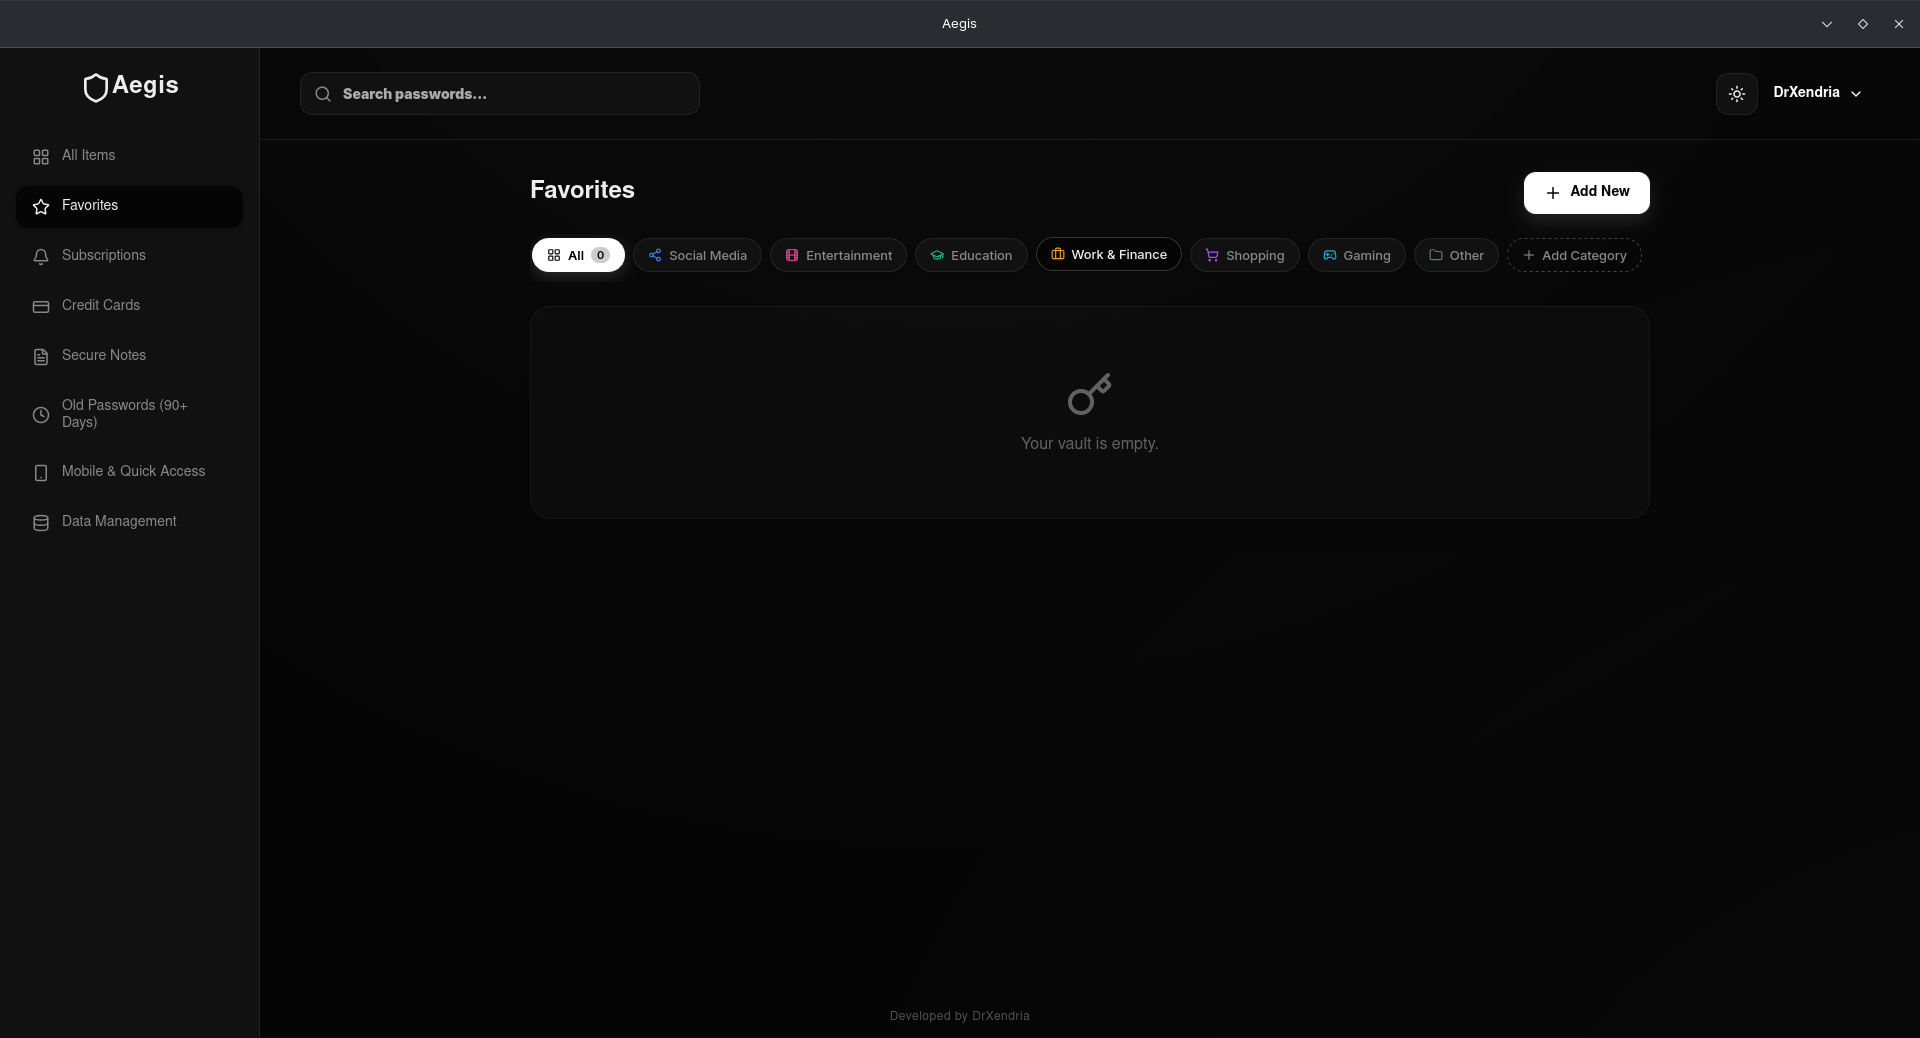 Aegis
Aegis
Search passwords...
DrXendria
All Items
Favorites
Subscriptions
Credit Cards
Secure Notes
Old Passwords (90+
Days)
Mobile & Quick Access
Data Management
Favorites
Add New
All 0
Social Media
Entertainment
Education
Work & Finance
Shopping
Gaming
Other
Add Category
Your vault is empty.
Developed by DrXendria